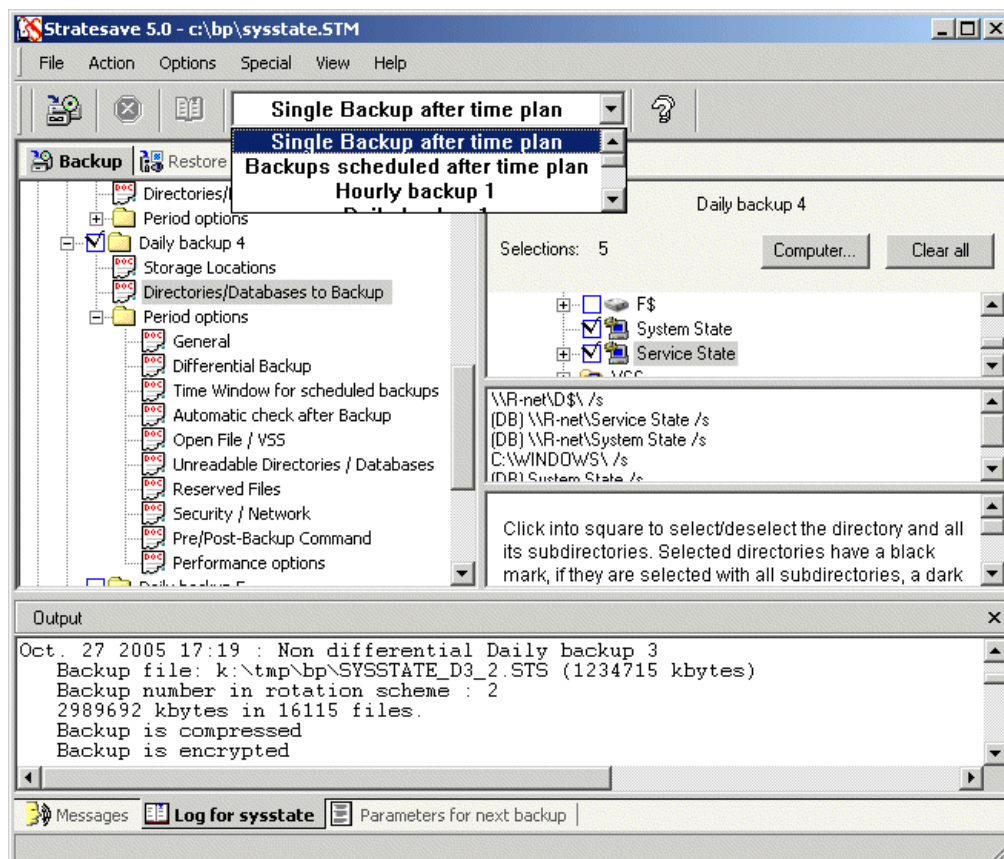 Stratesave 5.0 - c:\bp\sysstate.STM
File Action Options Special View Help
Single Backup after time plan
Single Backup after time plan
Backups scheduled after time plan
Hourly backup 1
Backup Restore
Directories/
Period options
Daily backup 4
Storage Locations
Directories/Databases to Backup
Period options
General
Differential Backup
Time Window for scheduled backups
Automatic check after Backup
Open File / VSS
Unreadable Directories / Databases
Reserved Files
Security / Network
Pre/Post-Backup Command
Performance options
Daily backup 4
Selections: 5 Computer... Clear all
F$
System State
Service State
VSS
\\R-net\D$\ /s
(DB) \\R-net\Service State /s
(DB) \\R-net\System State /s
C:\WINDOWS\ /s
(DB) System State /s
Click into square to select/deselect the directory and all
its subdirectories. Selected directories have a black
mark, if they are selected with all subdirectories, a dark
Output
Oct. 27 2005 17:19 : Non differential Daily backup 3
Backup file: k:\tmp\bp\SYSSTATE_D3_2.STS (1234715 kbytes)
Backup number in rotation scheme : 2
2989692 kbytes in 16115 files.
Backup is compressed
Backup is encrypted
Messages Log for sysstate Parameters for next backup